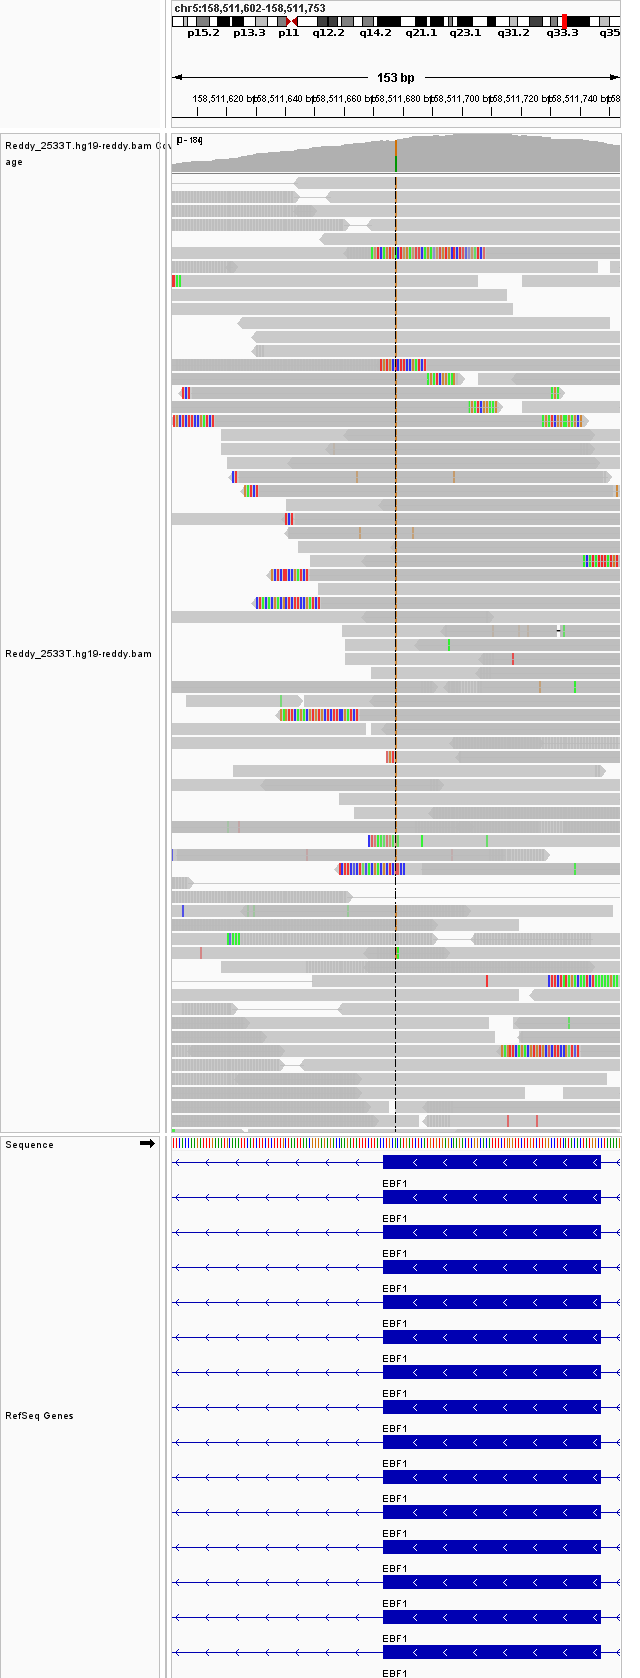 chr5:158,511,602-158,511,753
p15.2 p13.3 p11 q12.2 q14.2 q21.1 q23.1 q31.2 q33.3 q35
153 bp
158,511,620 bp 158,511,640 bp 158,511,660 bp 158,511,680 bp 158,511,700 bp 158,511,720 bp 158,511,740 bp 158
Reddy_2533T.hg19-reddy.bam Cov
age
[0 - 184]
Reddy_2533T.hg19-reddy.bam
Sequence
EBF1
EBF1
EBF1
EBF1
EBF1
EBF1
EBF1
RefSeq Genes
EBF1
EBF1
EBF1
EBF1
EBF1
EBF1
EBF1
EBF1